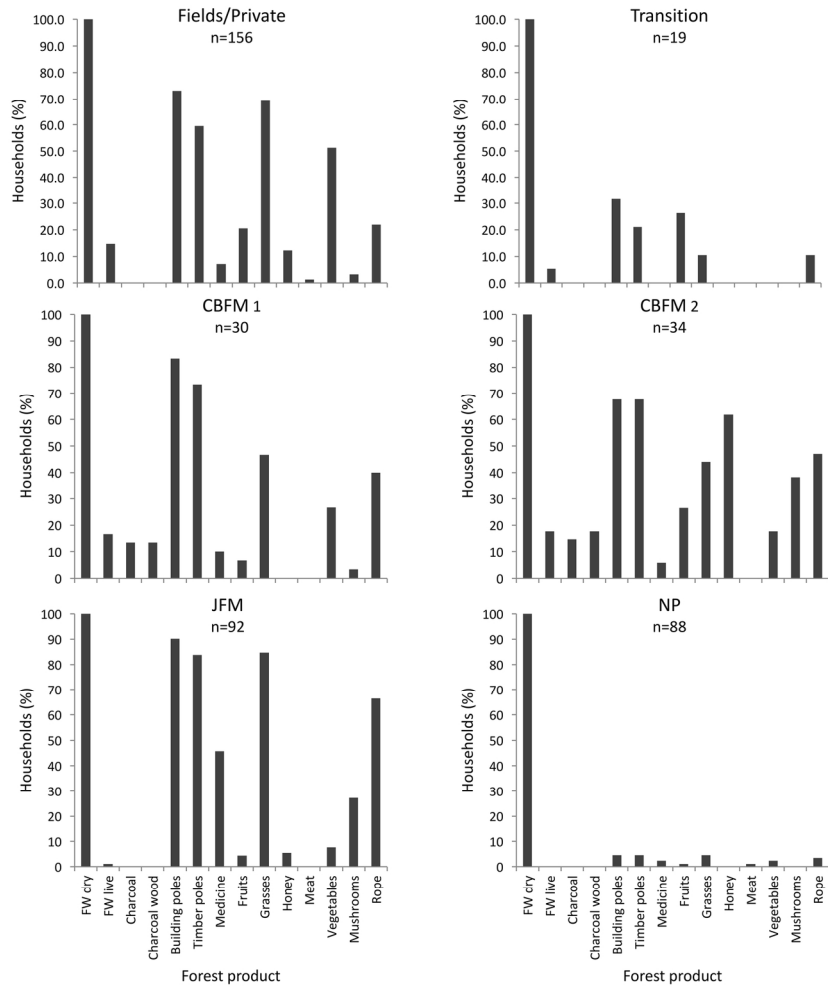 Fields/Private
n=156
Households (%)
100.0
90.0
80.0
70.0
60.0
50.0
40.0
30.0
20.0
10.0
0.0
Transition
n=19
Households (%)
100.0
90.0
80.0
70.0
60.0
50.0
40.0
30.0
20.0
10.0
0.0
CBFM 1
n=30
Households (%)
100
90
80
70
60
50
40
30
20
10
0
CBFM 2
n=34
Households (%)
100
90
80
70
60
50
40
30
20
10
0
JFM
n=92
Households (%)
100
90
80
70
60
50
40
30
20
10
0
FW cry
FW live
Charcoal
Charcoal wood
Building poles
Timber poles
Medicine
Fruits
Grasses
Honey
Meat
Vegetables
Mushrooms
Rope
Forest product
NP
n=88
Households (%)
100
90
80
70
60
50
40
30
20
10
0
FW cry
FW live
Charcoal
Charcoal wood
Building poles
Timber poles
Medicine
Fruits
Grasses
Honey
Meat
Vegetables
Mushrooms
Rope
Forest product